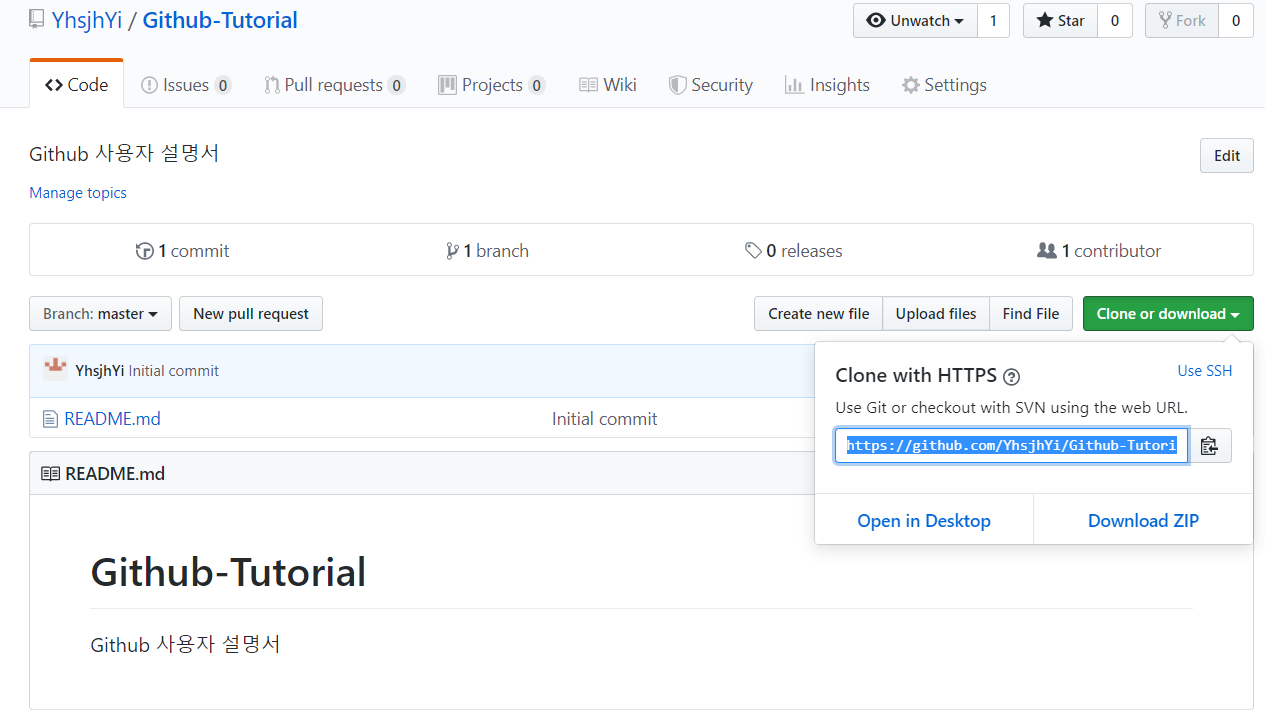 YhsjhYi / Github-Tutorial Unwatch 1 Star 0 Fork 0
Code Issues 0 Pull requests 0 Projects 0 Wiki Security Insights Settings
Github 사용자 설명서 Edit
Manage topics
1 commit 1 branch 0 releases 1 contributor
Branch: master New pull request Create new file Upload files Find File Clone or download
YhsjhYi Initial commit
README.md Initial commit
Clone with HTTPS Use SSH
Use Git or checkout with SVN using the web URL.
https://github.com/YhsjhYi/Github-Tutori
Open in Desktop Download ZIP
README.md
Github-Tutorial
Github 사용자 설명서